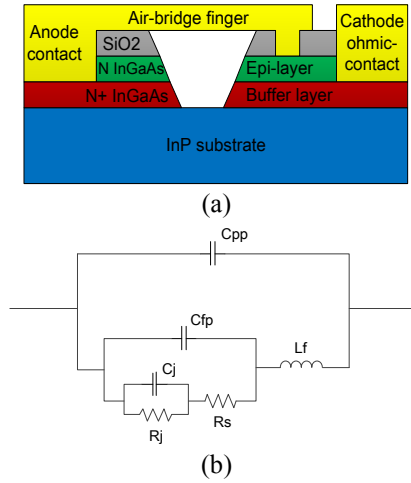 Air-bridge finger
Anode
contact
Cathode
ohmic-
contact
SiO2
N InGaAs
Epi-layer
N+ InGaAs
Buffer layer
InP substrate
(a)
Cpp
Cfp
Cj
Lf
Rj
Rs
(b)